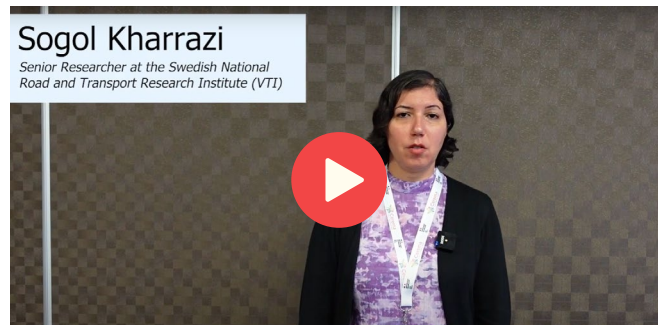 Sogol Kharrazi
Senior Researcher at the Swedish National
Road and Transport Research Institute (VTI)